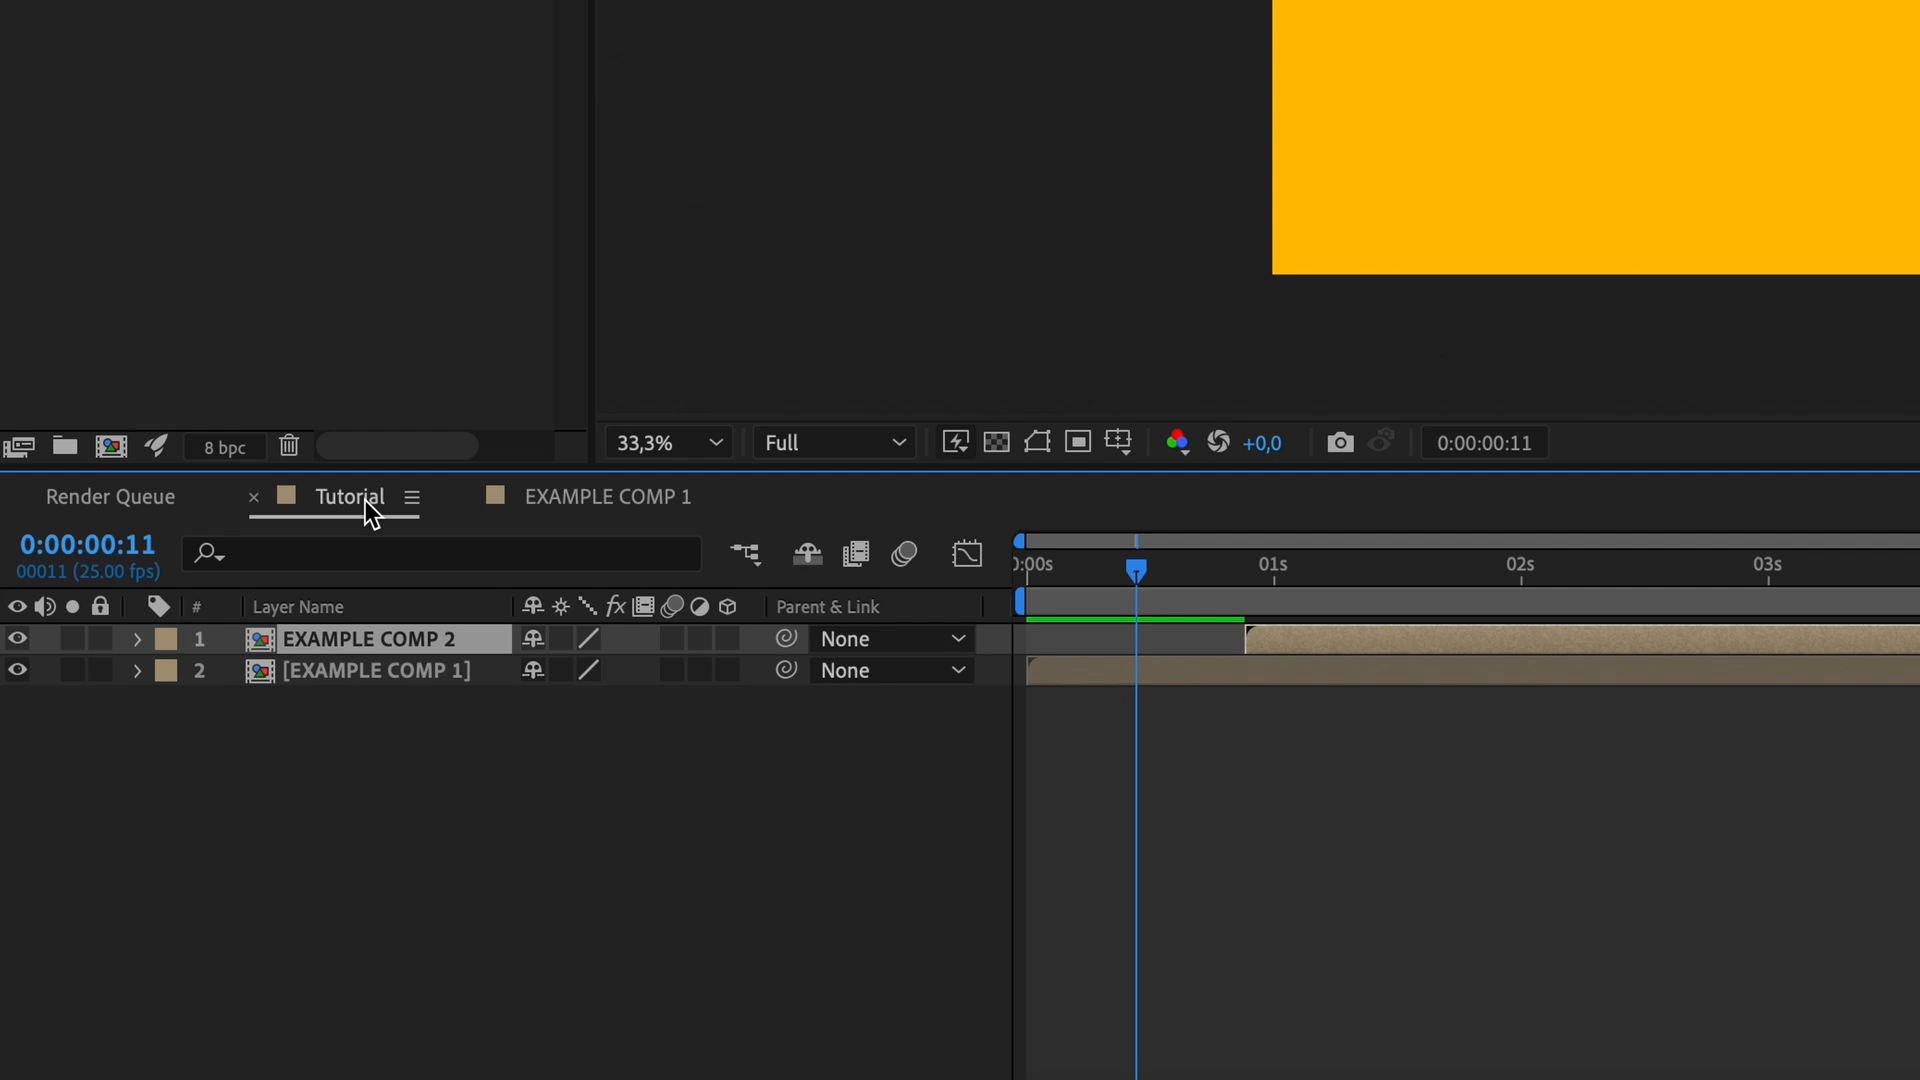 8 bpc
33,3% Full +0,0 0:00:00:11
Render Queue × Tutorial EXAMPLE COMP 1
0:00:00:11
00011 (25.00 fps)
0:00s 01s 02s 03s
# Layer Name fx Parent & Link
1 EXAMPLE COMP 2 None
2 [EXAMPLE COMP 1] None